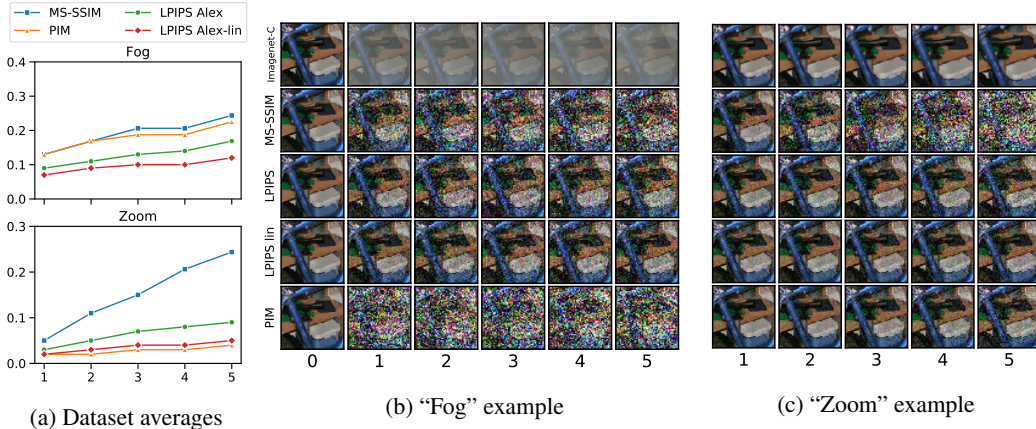 MS-SSIM
LPIPS Alex
PIM
LPIPS Alex-lin
Fog
0.4
0.3
0.2
0.1
0.0
Zoom
0.3
0.2
0.1
0.0
1 2 3 4 5
(a) Dataset averages
Imagenet-C
MS-SSIM
LPIPS
LPIPS lin
PIM
0 1 2 3 4 5
(b) “Fog” example
1 2 3 4 5
(c) “Zoom” example